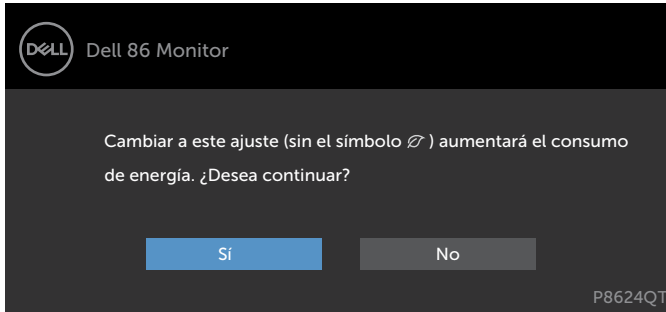 DELL
Dell 86 Monitor
Cambiar a este ajuste (sin el símbolo ) aumentará el consumo
de energía. ¿Desea continuar?
Sí
No
P8624QT